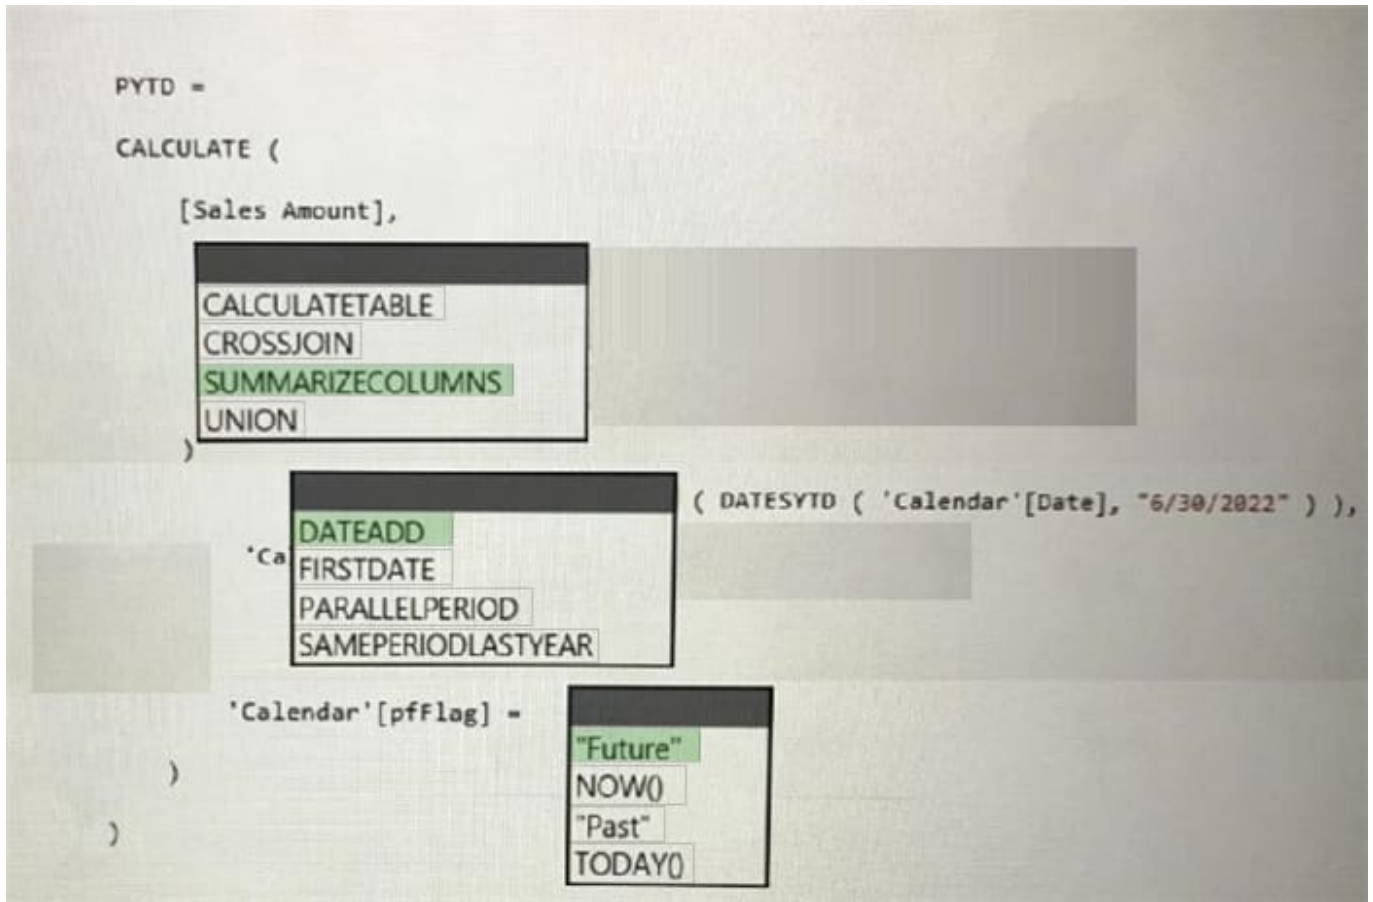 PYTD =
CALCULATE (
[Sales Amount],
CALCULATETABLE
CROSSJOIN
SUMMARIZECOLUMNS
UNION
)
( DATESYTD ( 'Calendar'[Date], "6/30/2022" ) ),
DATEADD
'Ca
FIRSTDATE
PARALLELPERIOD
SAMEPERIODLASTYEAR
'Calendar'[pfFlag] =
"Future"
)
NOW()
"Past"
)
TODAY()